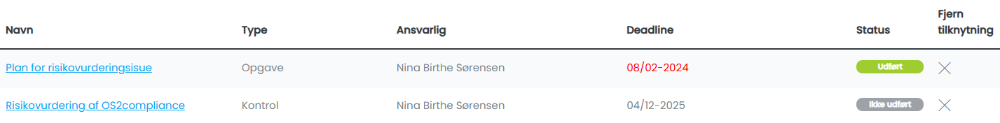 Navn Type Ansvarlig Deadline Status Fjern tilknytning
Plan for risikovurderingsisue Opgave Nina Birthe Sørensen 08/02-2024 Udført
Risikovurdering af OS2compliance Kontrol Nina Birthe Sørensen 04/12-2025 Ikke udført